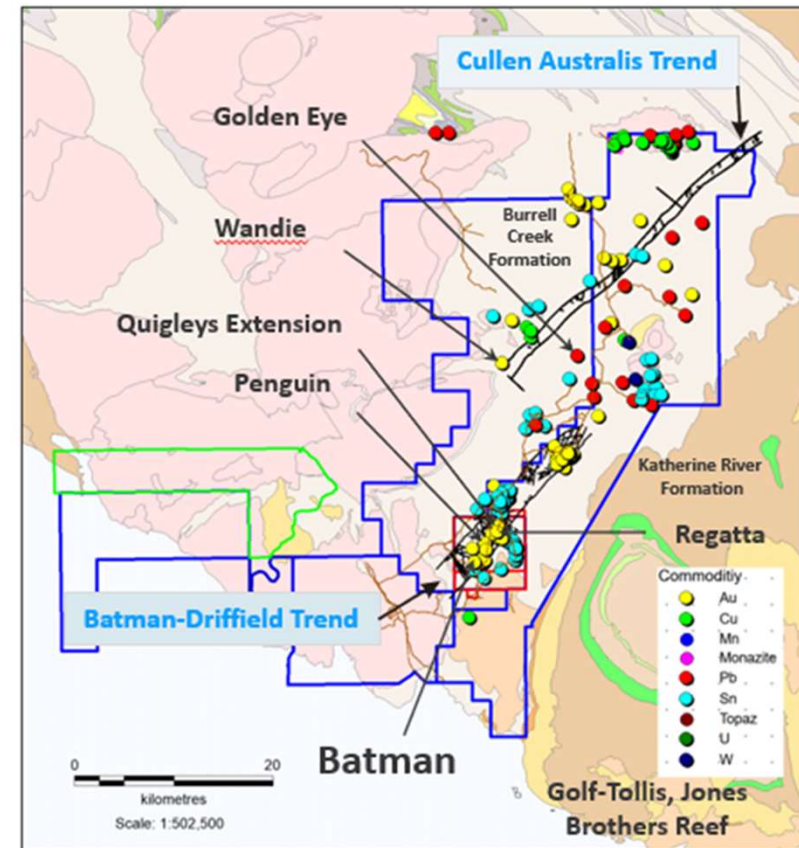 Cullen Australis Trend
Golden Eye
Burrell
Creek
Formation
Wandie
Quigleys Extension
Penguin
Katherine River
Formation
Regatta
Batman-Driffield Trend
Commodity
Au
Cu
Mn
Monazite
Pb
Sn
Topaz
U
W
Batman
0 20
kilometres
Scale: 1:502,500
Golf-Tollis, Jones
Brothers Reef